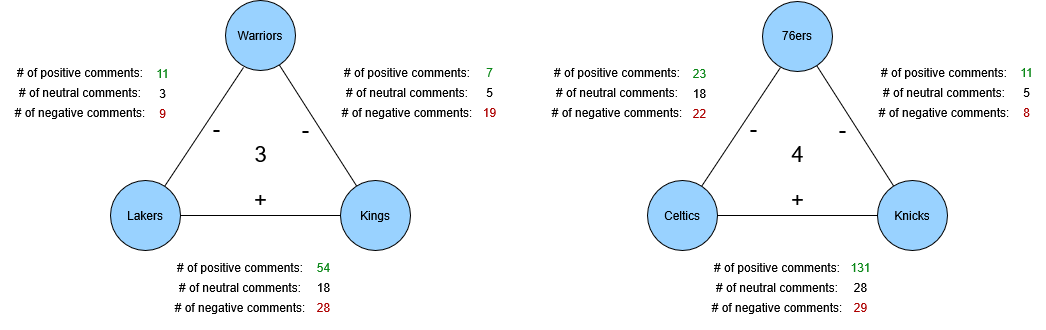 Warriors
# of positive comments: 11
# of neutral comments: 3
# of negative comments: 9
# of positive comments: 7
# of neutral comments: 5
# of negative comments: 19
-
-
3
+
Lakers
Kings
# of positive comments: 54
# of neutral comments: 18
# of negative comments: 28
76ers
# of positive comments: 23
# of neutral comments: 18
# of negative comments: 22
# of positive comments: 11
# of neutral comments: 5
# of negative comments: 8
-
-
4
+
Celtics
Knicks
# of positive comments: 131
# of neutral comments: 28
# of negative comments: 29